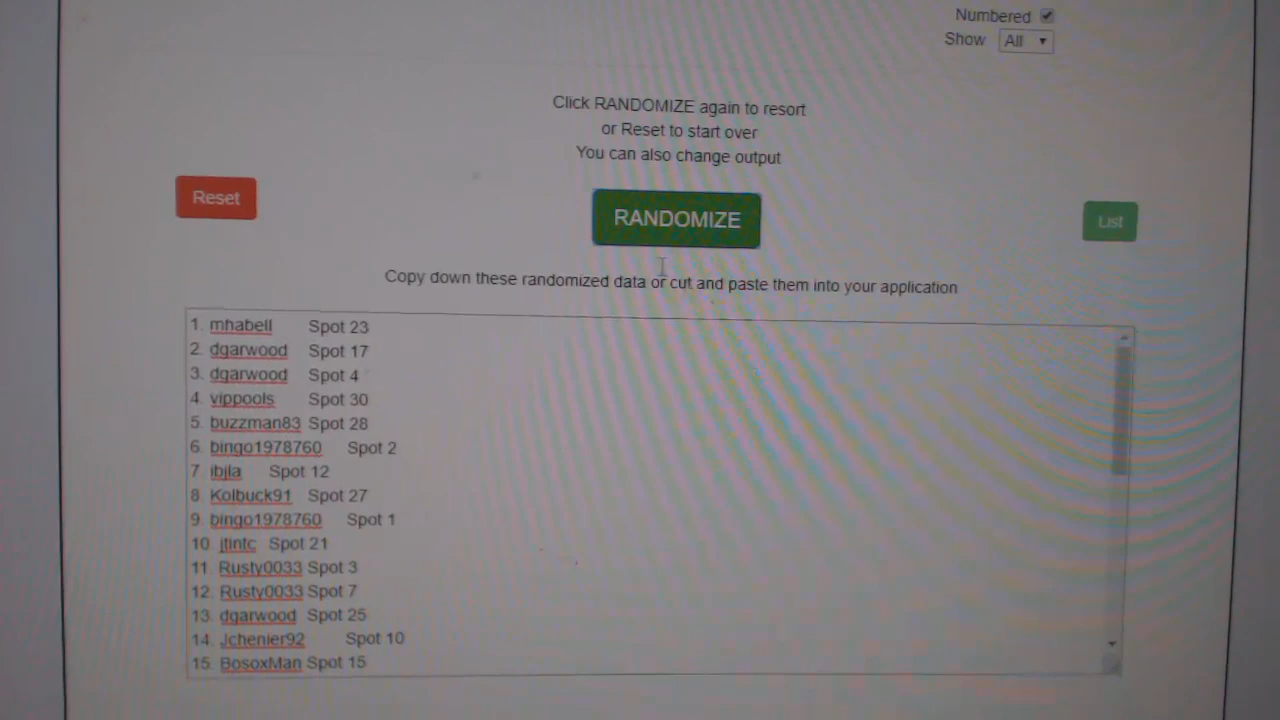 Numbered
Show All
Click RANDOMIZE again to resort
or Reset to start over
You can also change output
Reset
RANDOMIZE
List
Copy down these randomized data or cut and paste them into your application
1. mhabell Spot 23
2. dgarwood Spot 17
3. dgarwood Spot 4
4. vippools Spot 30
5. buzzman83 Spot 28
6. bingo1978760 Spot 2
7. ibjla Spot 12
8. Kolbuck91 Spot 27
9. bingo1978760 Spot 1
10. jtintc Spot 21
11. Rusty0033 Spot 3
12. Rusty0033 Spot 7
13. dgarwood Spot 25
14. Jchenier92 Spot 10
15. BosoxMan Spot 15